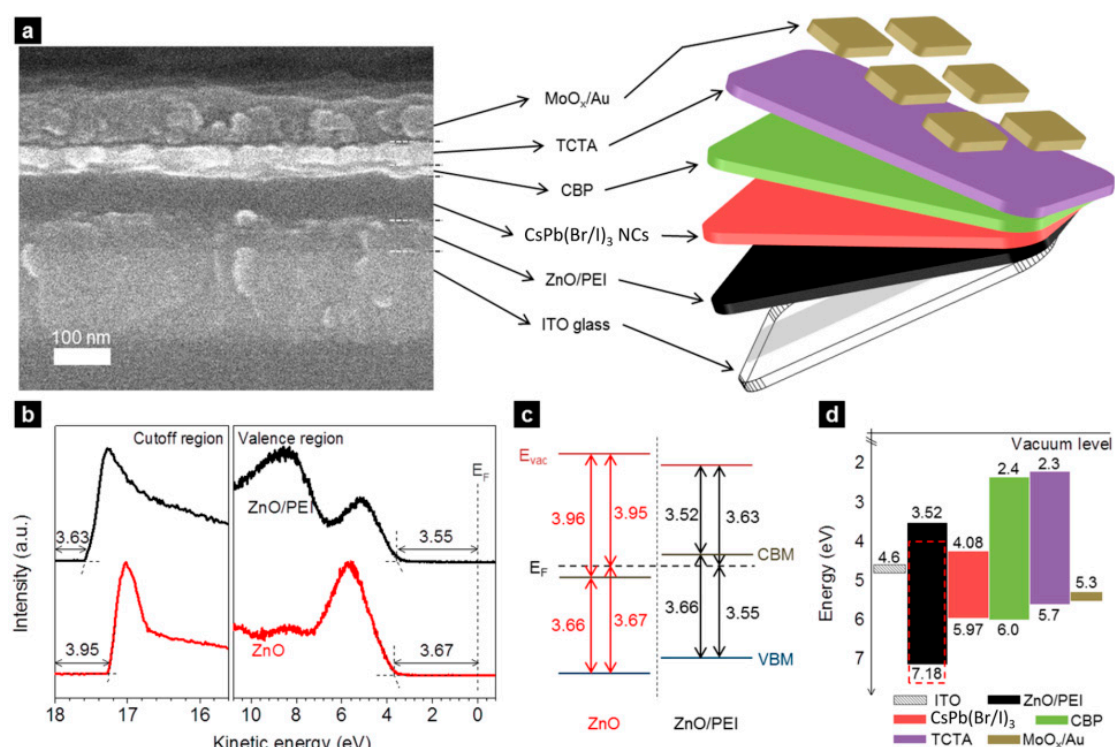 a
MoOx/Au
TCTA
CBP
CsPb(Br/I)3 NCs
ZnO/PEI
ITO glass
100 nm
b
Cutoff region
Valence region
EF
ZnO/PEI
3.63
3.55
ZnO
3.95
3.67
Intensity (a.u.)
18 17 16 10 8 6 4 2 0
Kinetic energy (eV)
c
Evac
3.96 3.95 3.52 3.63
CBM
EF
3.66 3.67 3.66 3.55
VBM
ZnO ZnO/PEI
d
Vacuum level
Energy (eV)
2
3
4
5
6
7
4.6
3.52
7.18
4.08
5.97
2.4
6.0
2.3
5.7
5.3
ITO ZnO/PEI
CsPb(Br/I)3 CBP
TCTA MoOx/Au